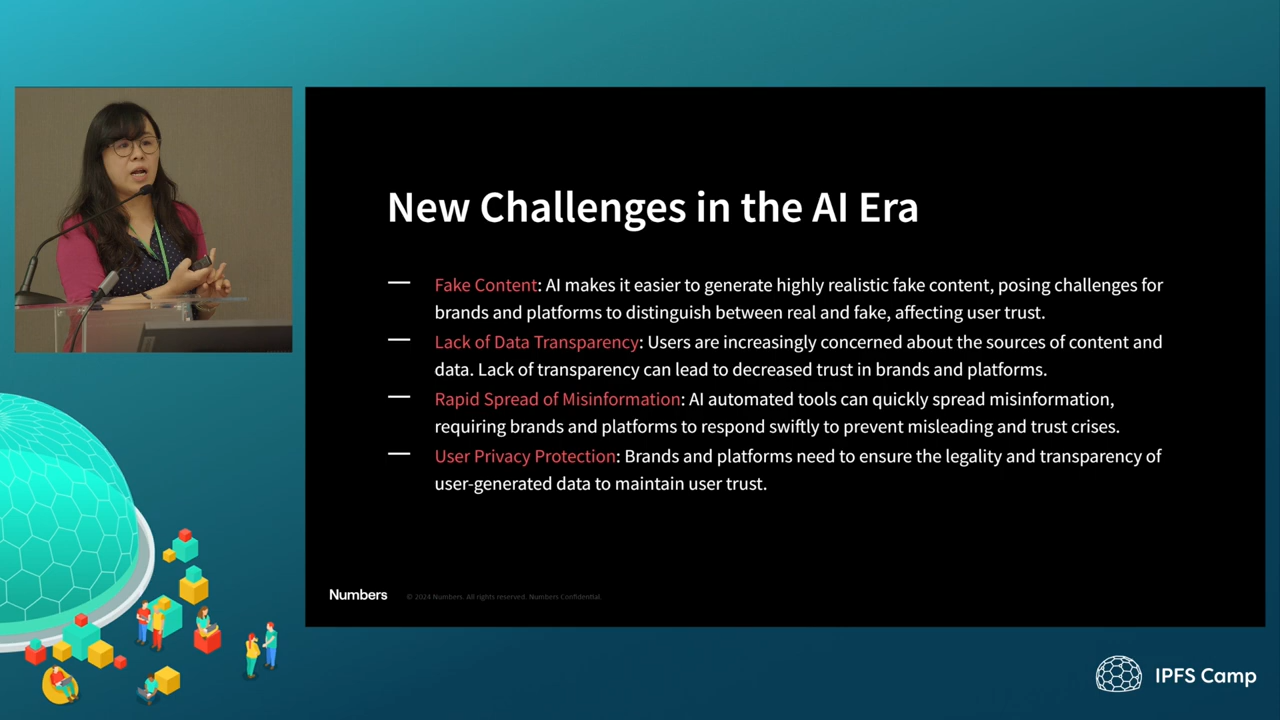 New Challenges in the AI Era
Fake Content: AI makes it easier to generate highly realistic fake content, posing challenges for
brands and platforms to distinguish between real and fake, affecting user trust.
Lack of Data Transparency: Users are increasingly concerned about the sources of content and
data. Lack of transparency can lead to decreased trust in brands and platforms.
Rapid Spread of Misinformation: AI automated tools can quickly spread misinformation,
requiring brands and platforms to respond swiftly to prevent misleading and trust crises.
User Privacy Protection: Brands and platforms need to ensure the legality and transparency of
user-generated data to maintain user trust.
Numbers © 2024 Numbers. All rights reserved. Numbers Confidential.
IPFS Camp